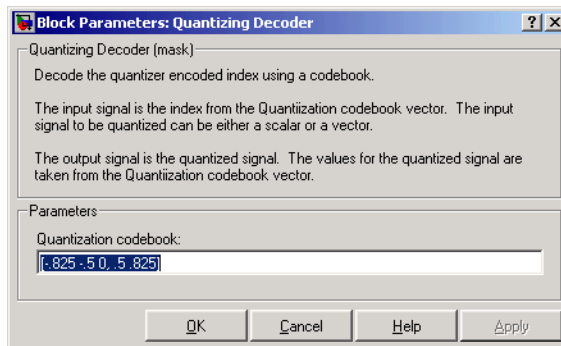 Block Parameters: Quantizing Decoder
Quantizing Decoder (mask)
Decode the quantizer encoded index using a codebook.
The input signal is the index from the Quantiization codebook vector. The input
signal to be quantized can be either a scalar or a vector.
The output signal is the quantized signal. The values for the quantized signal are
taken from the Quantiization codebook vector.
Parameters
Quantization codebook:
[-.825 -.5 0, .5 .825]
OK Cancel Help Apply